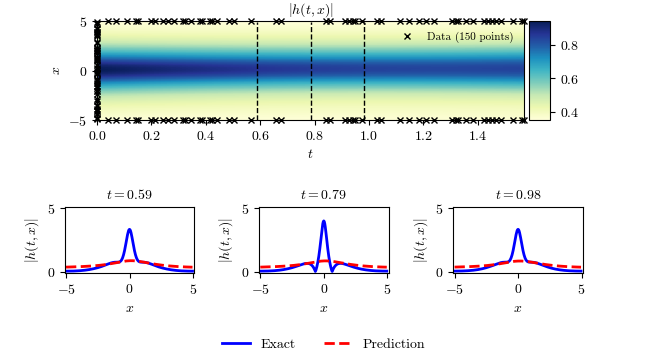 |h(t, x)|
5
0
−5
x
Data (150 points)
0.8
0.6
0.4
0.0 0.2 0.4 0.6 0.8 1.0 1.2 1.4
t
t = 0.59 t = 0.79 t = 0.98
|h(t, x)| 5 0 |h(t, x)| 5 0 |h(t, x)| 5 0
−5 0 5 −5 0 5 −5 0 5
x x x
Exact Prediction